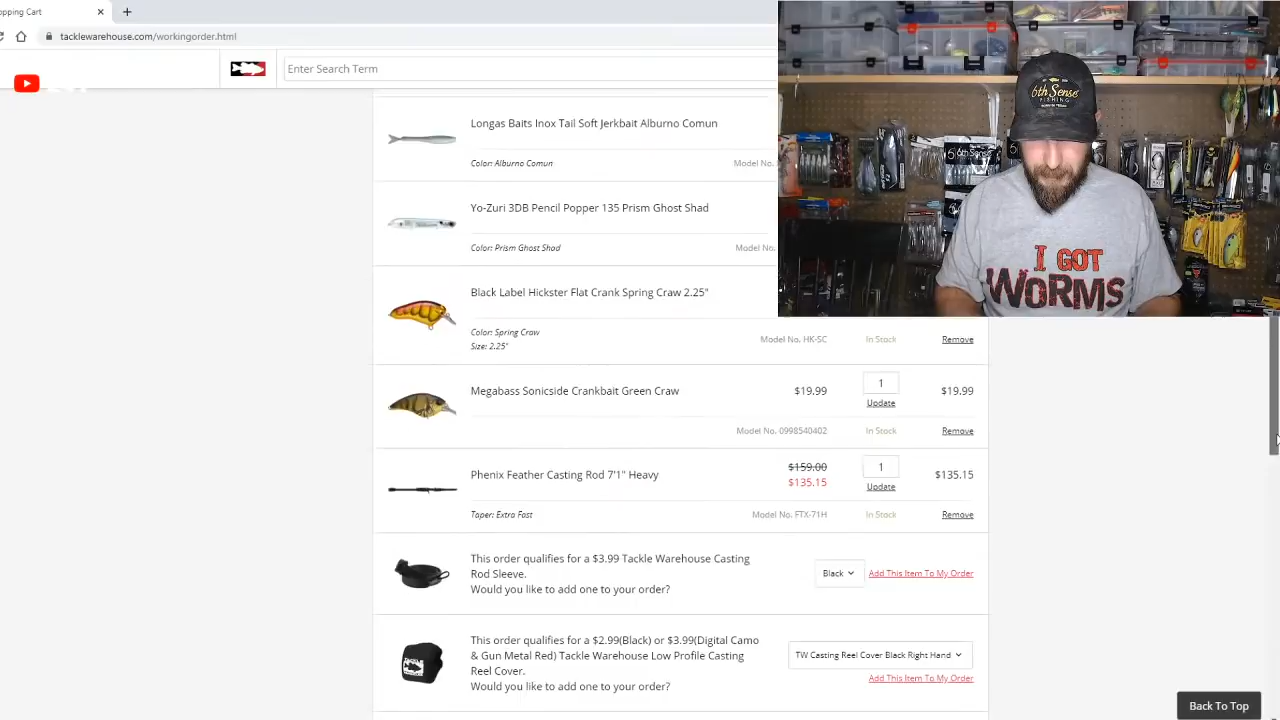 opping Cart
tacklewarehouse.com/workingorder.html
Enter Search Term
Longas Baits Inox Tail Soft Jerkbait Alburno Comun
Color: Alburno Comun
Model No.
Yo-Zuri 3DB Pencil Popper 135 Prism Ghost Shad
Color: Prism Ghost Shad
Model No.
Black Label Hickster Flat Crank Spring Craw 2.25"
Color: Spring Craw
Size: 2.25"
Model No. HK-SC
In Stock
Remove
Megabass Sonicside Crankbait Green Craw
$19.99
1
$19.99
Update
Model No. 0998540402
In Stock
Remove
Phenix Feather Casting Rod 7'1" Heavy
$159.00
$135.15
1
$135.15
Update
Taper: Extra Fast
Model No. FTX-71H
In Stock
Remove
This order qualifies for a $3.99 Tackle Warehouse Casting
Rod Sleeve.
Would you like to add one to your order?
Black
Add This Item To My Order
This order qualifies for a $2.99(Black) or $3.99(Digital Camo
& Gun Metal Red) Tackle Warehouse Low Profile Casting
Reel Cover.
Would you like to add one to your order?
TW Casting Reel Cover Black Right Hand
Add This Item To My Order
Back To Top
6th Sense
FISHING
6th Sense
I GOT
WORMS